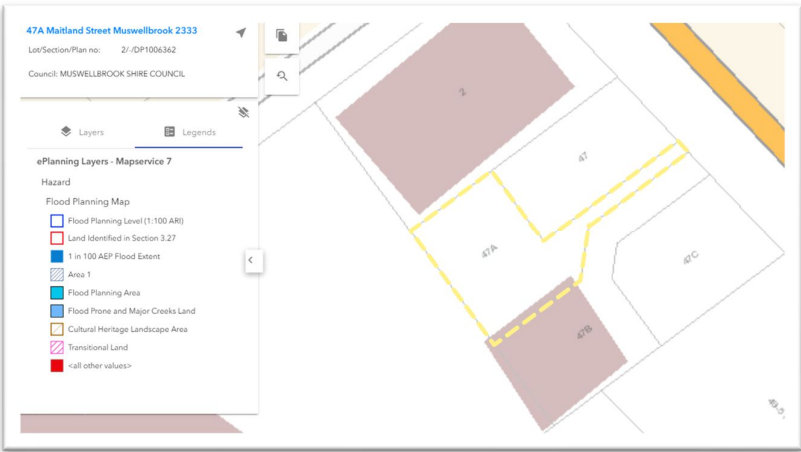 47A Maitland Street Muswellbrook 2333
Lot/Section/Plan no: 2/-/DP1006362
Council: MUSWELLBROOK SHIRE COUNCIL
Layers
Legends
ePlanning Layers - Mapservice 7
Hazard
Flood Planning Map
Flood Planning Level (1:100 ARI)
Land Identified in Section 3.27
1 in 100 AEP Flood Extent
Area 1
Flood Planning Area
Flood Prone and Major Creeks Land
Cultural Heritage Landscape Area
Transitional Land
<all other values>
2
47
47A
47C
47B